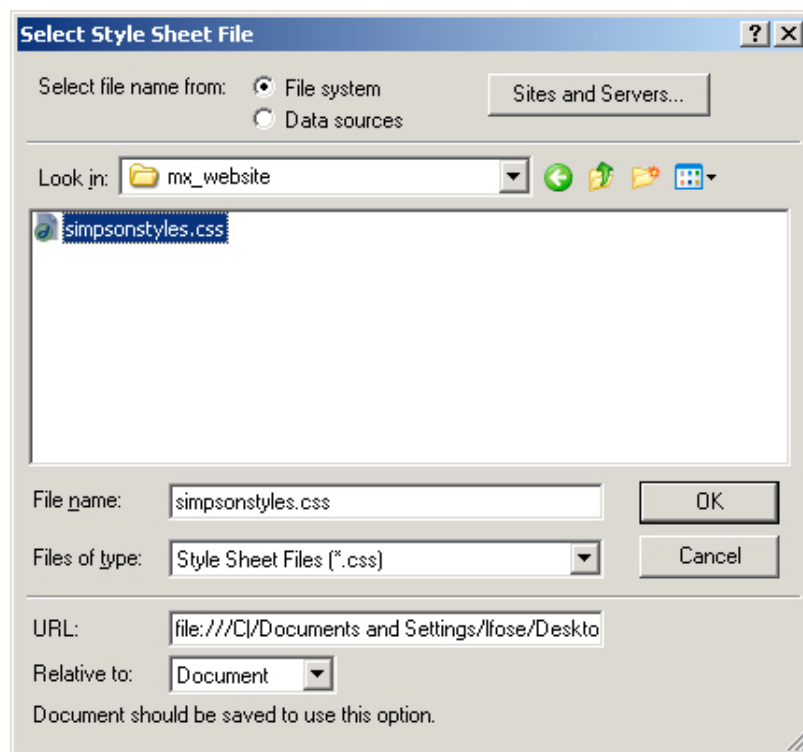 Select Style Sheet File
Select file name from:
File system
Data sources
Sites and Servers...
Look in:
mx_website
simpsonstyles.css
File name:
simpsonstyles.css
OK
Files of type:
Style Sheet Files (*.css)
Cancel
URL:
file:///C|/Documents and Settings/lfose/Deskto
Relative to:
Document
Document should be saved to use this option.